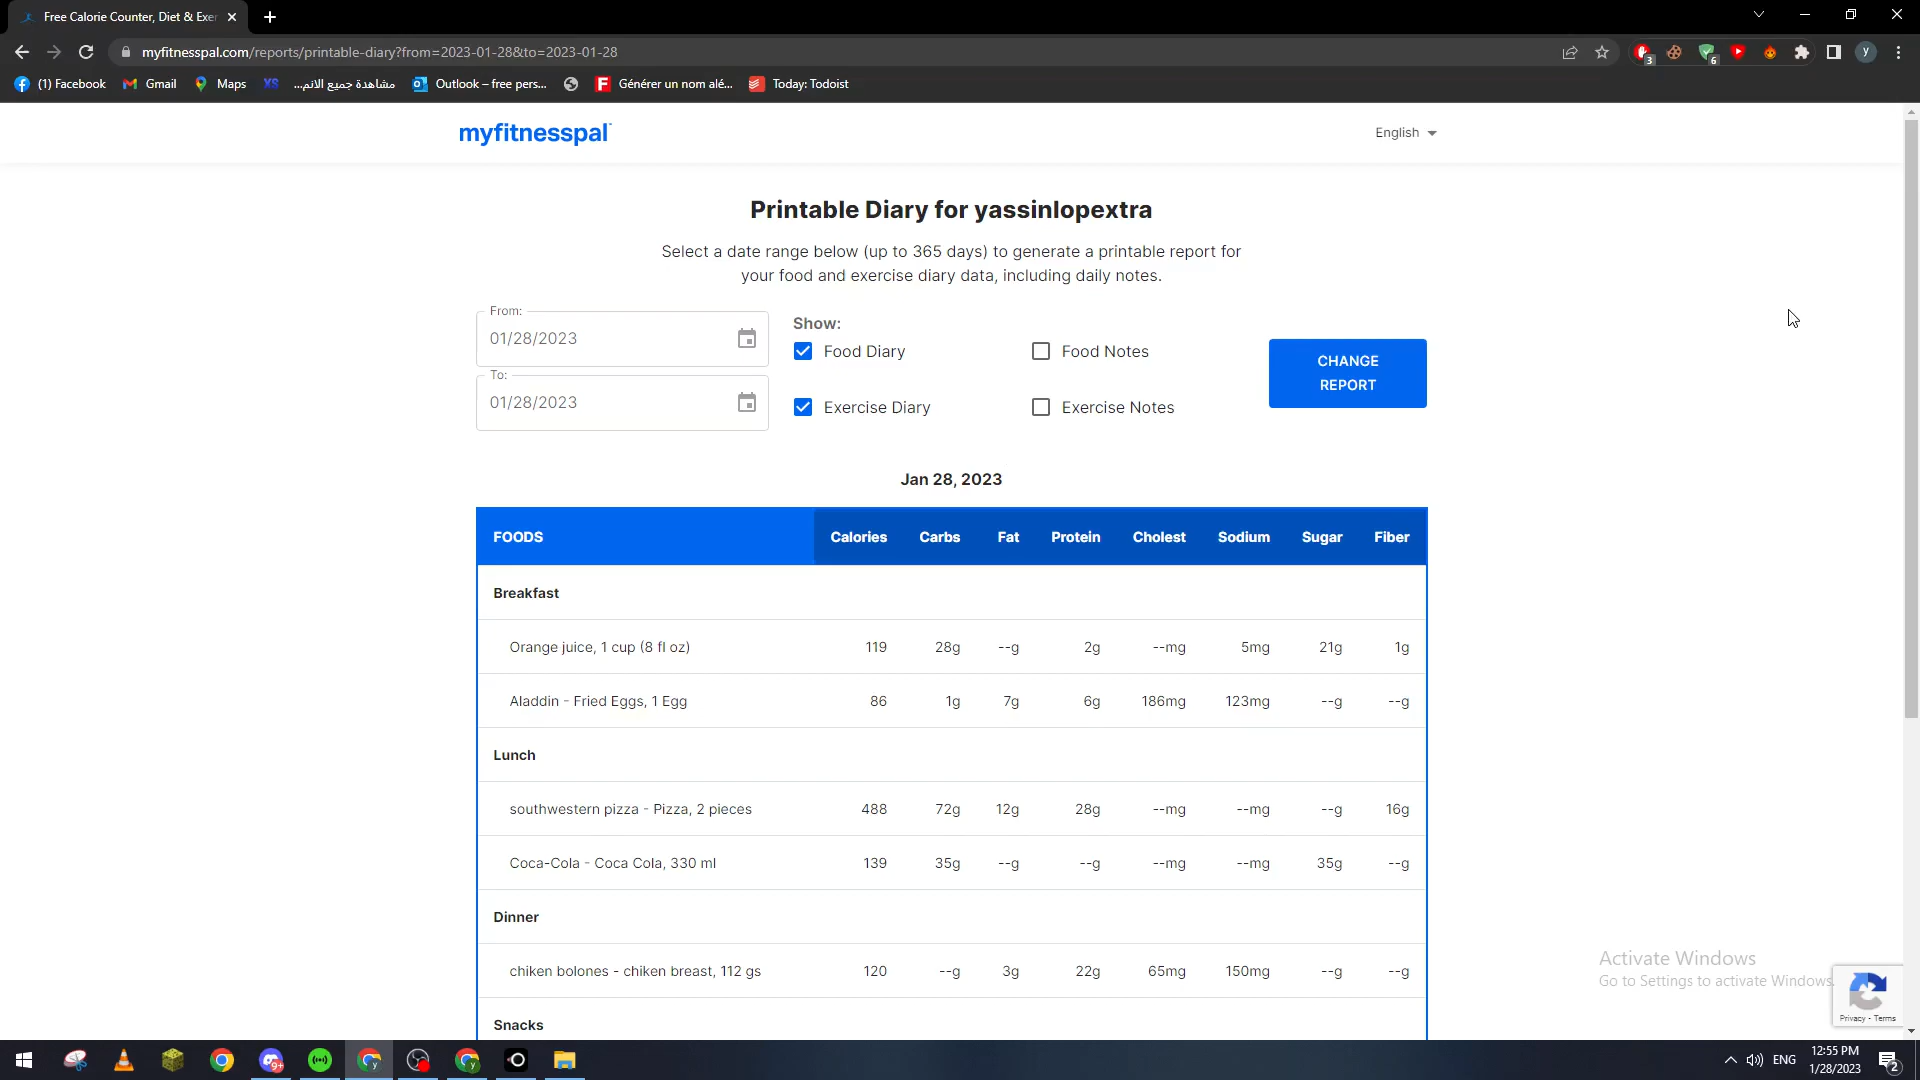 Free Calorie Counter, Diet & Exer
myfitnesspal.com/reports/printable-diary?from=2023-01-28&to=2023-01-28
3
6
y
(1) Facebook
Gmail
Maps
XS
مشاهدة جميع الانم...
Outlook – free pers...
Générer un nom alé...
Today: Todoist
myfitnesspal
English
Printable Diary for yassinlopextra
Select a date range below (up to 365 days) to generate a printable report for
your food and exercise diary data, including daily notes.
From:
01/28/2023
To:
01/28/2023
Show:
Food Diary
Food Notes
Exercise Diary
Exercise Notes
CHANGE
REPORT
Jan 28, 2023
FOODS Calories Carbs Fat Protein Cholest Sodium Sugar Fiber
Breakfast
Orange juice, 1 cup (8 fl oz) 119 28g --g 2g --mg 5mg 21g 1g
Aladdin - Fried Eggs, 1 Egg 86 1g 7g 6g 186mg 123mg --g --g
Lunch
southwestern pizza - Pizza, 2 pieces 488 72g 12g 28g --mg --mg --g 16g
Coca-Cola - Coca Cola, 330 ml 139 35g --g --g --mg --mg 35g --g
Dinner
chiken bolones - chiken breast, 112 gs 120 --g 3g 22g 65mg 150mg --g --g
Snacks
Activate Windows
Go to Settings to activate Windows.
Privacy - Terms
9+
ENG
12:55 PM
1/28/2023
2